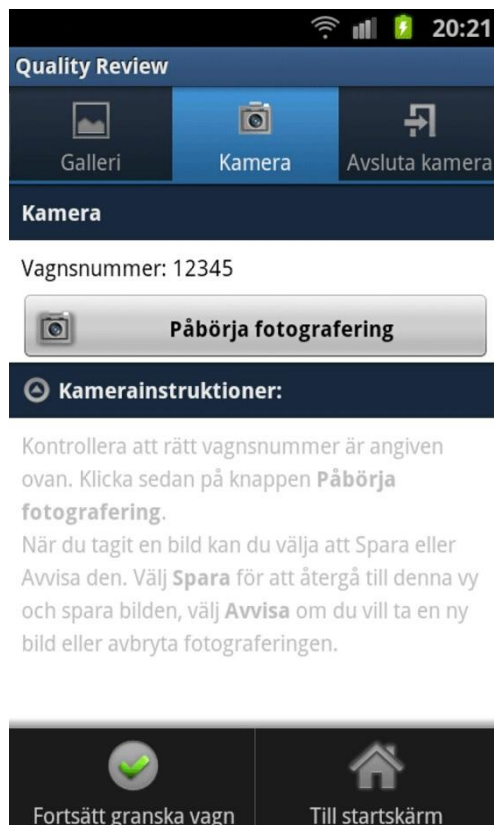 20:21
Quality Review
Galleri
Kamera
Avsluta kamera
Kamera
Vagnsnummer: 12345
Påbörja fotografering
Kamerainstruktioner:
Kontrollera att rätt vagnsnummer är angiven
ovan. Klicka sedan på knappen Påbörja
fotografering.
När du tagit en bild kan du välja att Spara eller
Avvisa den. Välj Spara för att återgå till denna vy
och spara bilden, välj Avvisa om du vill ta en ny
bild eller avbryta fotograferingen.
Fortsätt granska vagn
Till startskärm